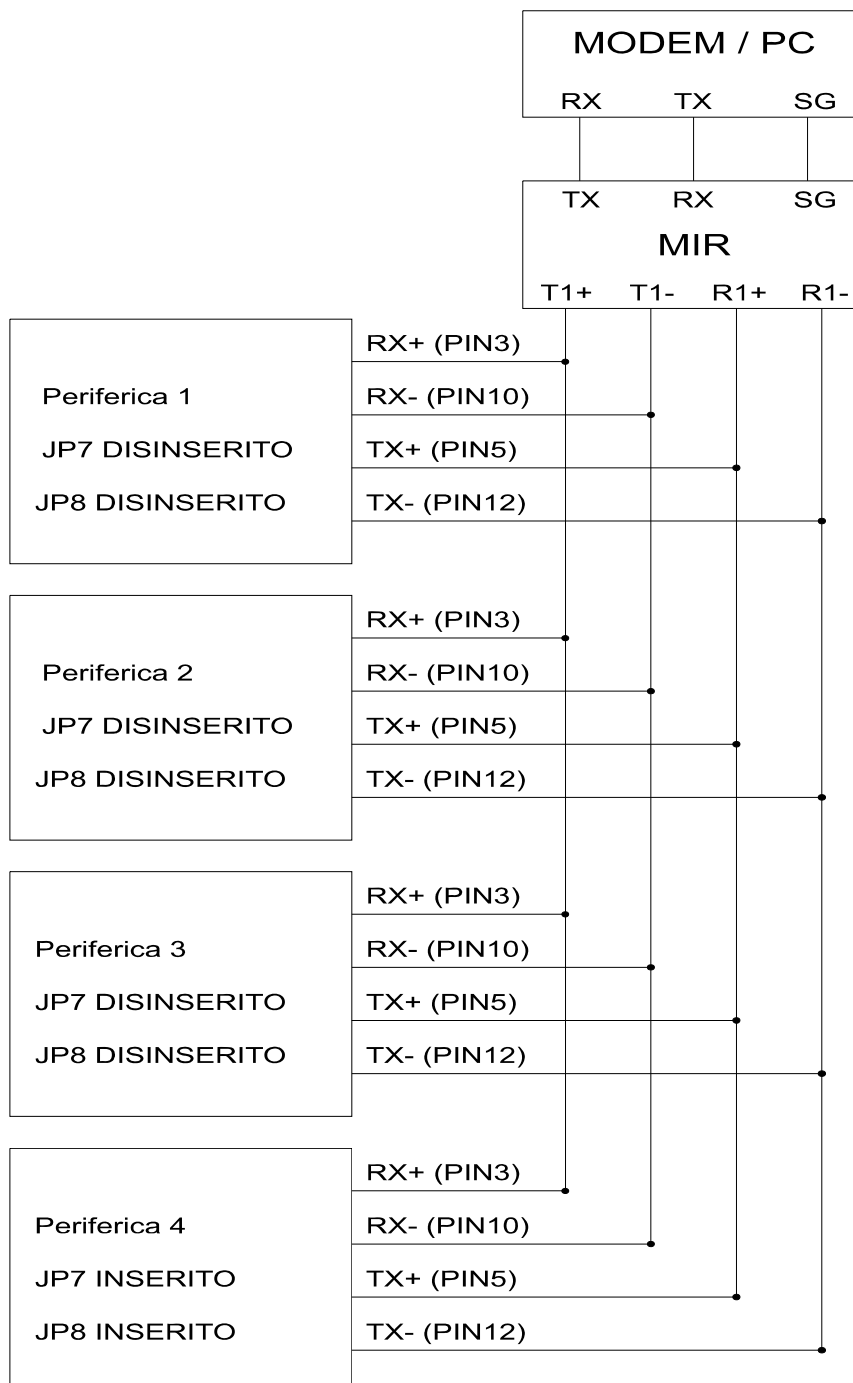 MODEM / PC
RX TX SG
TX RX SG
MIR
T1+ T1- R1+ R1-
RX+ (PIN3)
Periferica 1 RX- (PIN10)
JP7 DISINSERITO TX+ (PIN5)
JP8 DISINSERITO TX- (PIN12)
RX+ (PIN3)
Periferica 2 RX- (PIN10)
JP7 DISINSERITO TX+ (PIN5)
JP8 DISINSERITO TX- (PIN12)
RX+ (PIN3)
Periferica 3 RX- (PIN10)
JP7 DISINSERITO TX+ (PIN5)
JP8 DISINSERITO TX- (PIN12)
RX+ (PIN3)
Periferica 4 RX- (PIN10)
JP7 INSERITO TX+ (PIN5)
JP8 INSERITO TX- (PIN12)